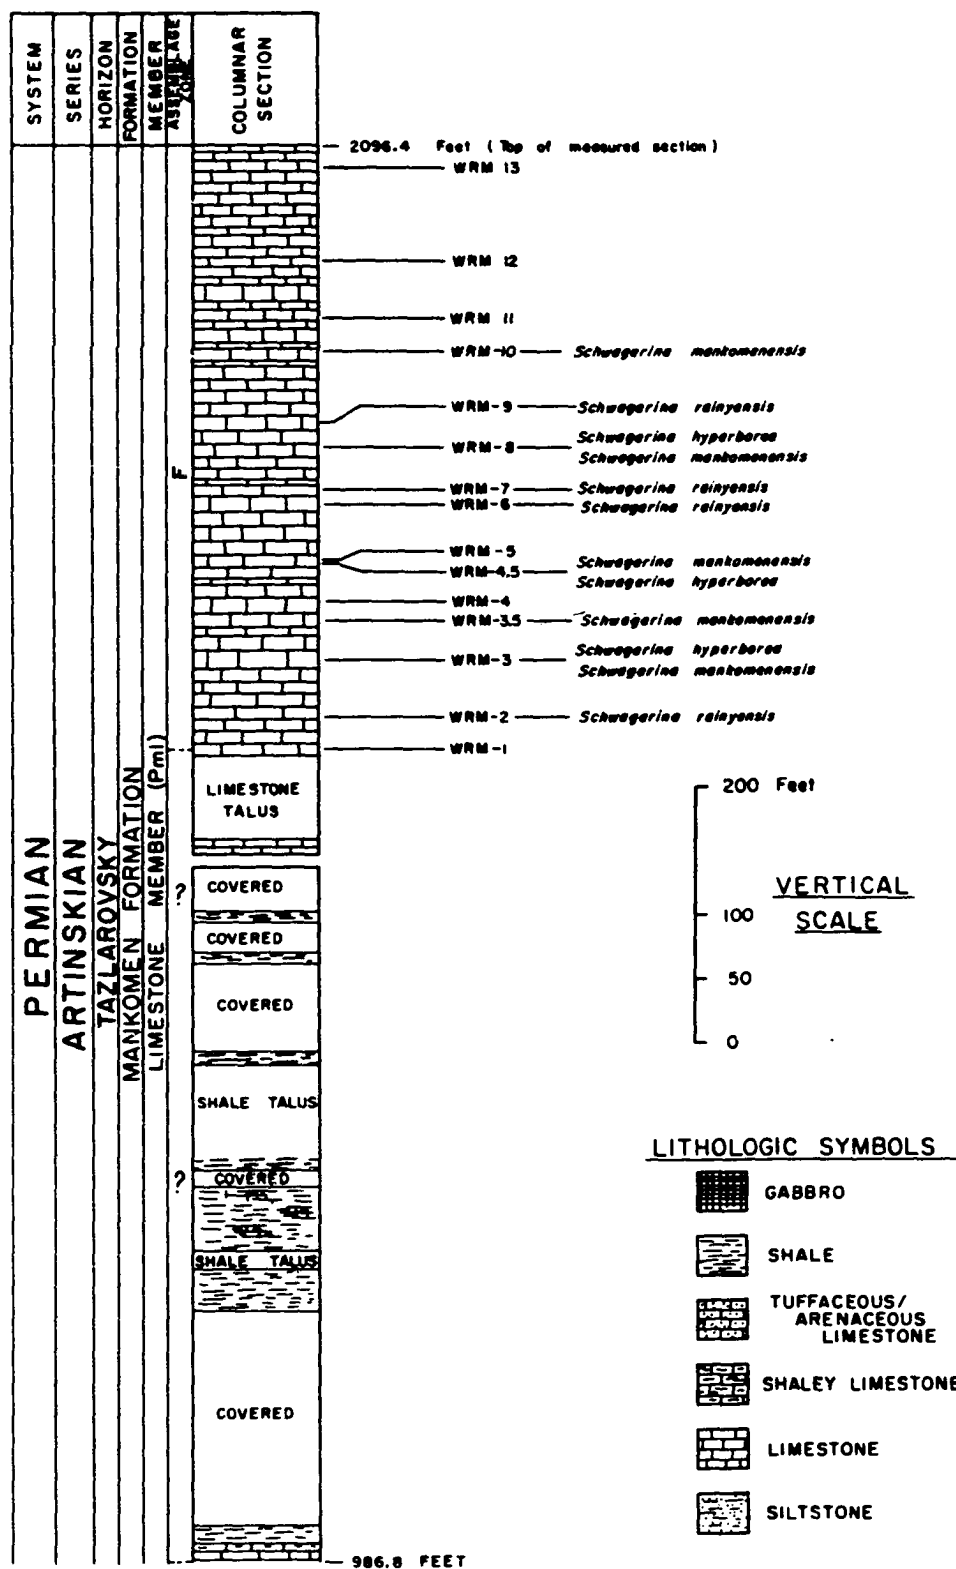 SYSTEM
SERIES
HORIZON
FORMATION
MEMBER
ASSEMBLAGE
ZONE
COLUMNAR
SECTION
2096.4 Feet (Top of measured section)
WRM 13
WRM 12
WRM 11
WRM-10 Schwagerina mankomenensis
WRM-9 Schwagerina rainyensis
Schwagerina hyperborea
WRM-8
Schwagerina mankomenensis
F
WRM-7 Schwagerina rainyensis
WRM-6 Schwagerina rainyensis
WRM-5
Schwagerina mankomenensis
WRM-4.5
Schwagerina hyperborea
WRM-4
WRM-3.5 Schwagerina mankomenensis
Schwagerina hyperborea
WRM-3
Schwagerina mankomenensis
WRM-2 Schwagerina rainyensis
WRM-1
PERMIAN
ARTINSKIAN
TAZLAROVSKY
MANKOMEN FORMATION
LIMESTONE MEMBER (Pml)
LIMESTONE
TALUS
?
COVERED
COVERED
COVERED
SHALE TALUS
?
COVERED
SHALE TALUS
COVERED
986.8 FEET
200 Feet
100
50
0
VERTICAL
SCALE
LITHOLOGIC SYMBOLS
GABBRO
SHALE
TUFFACEOUS/
ARENACEOUS
LIMESTONE
SHALEY LIMESTONE
LIMESTONE
SILTSTONE